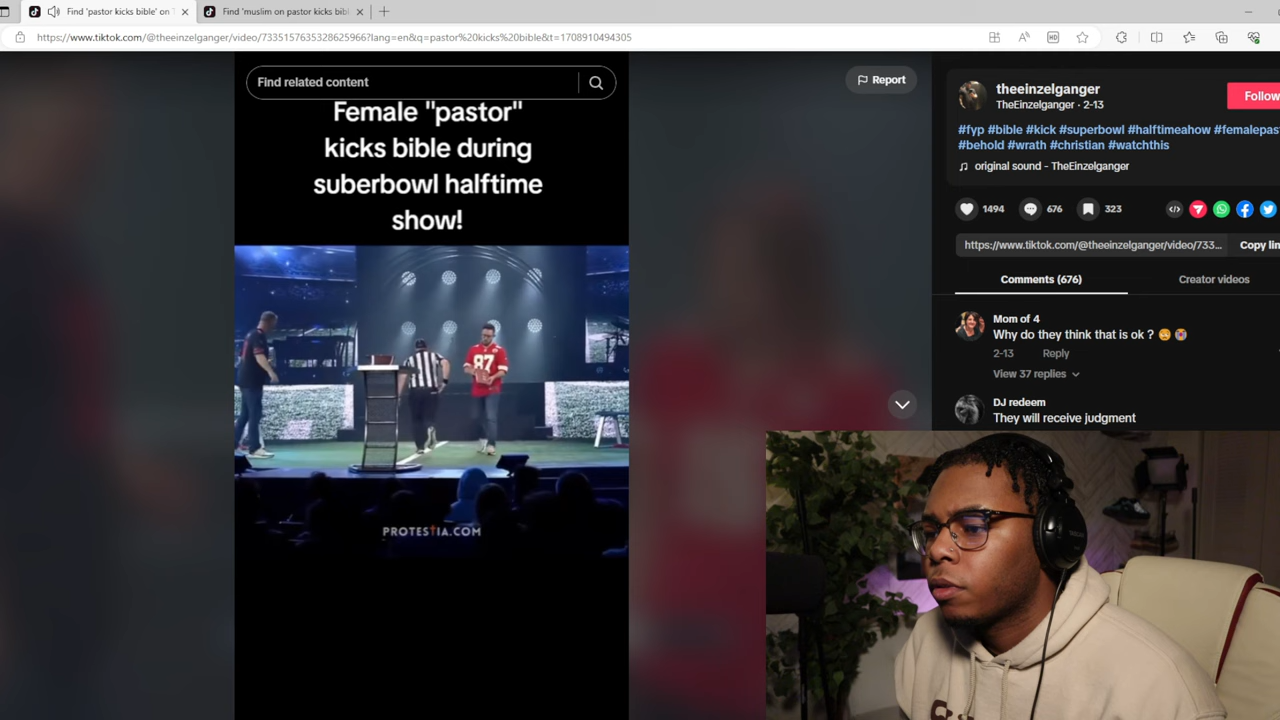 Find 'pastor kicks bible' on T
Find 'muslim on pastor kicks bibl
https://www.tiktok.com/@theeinzelganger/video/7335157635328625966?lang=en&q=pastor%20kicks%20bible&t=1708910494305
Find related content
Report
Female "pastor"
kicks bible during
suberbowl halftime
show!
87
PROTESTIA.COM
theeinzelganger
TheEinzelganger · 2-13
Follow
#fyp #bible #kick #superbowl #halftimeahow #femalepas
#behold #wrath #christian #watchthis
original sound - TheEinzelganger
1494
676
323
https://www.tiktok.com/@theeinzelganger/video/733...
Copy lin
Comments (676)
Creator videos
Mom of 4
Why do they think that is ok ? 😢😭
2-13 Reply
View 37 replies
DJ redeem
They will receive judgment